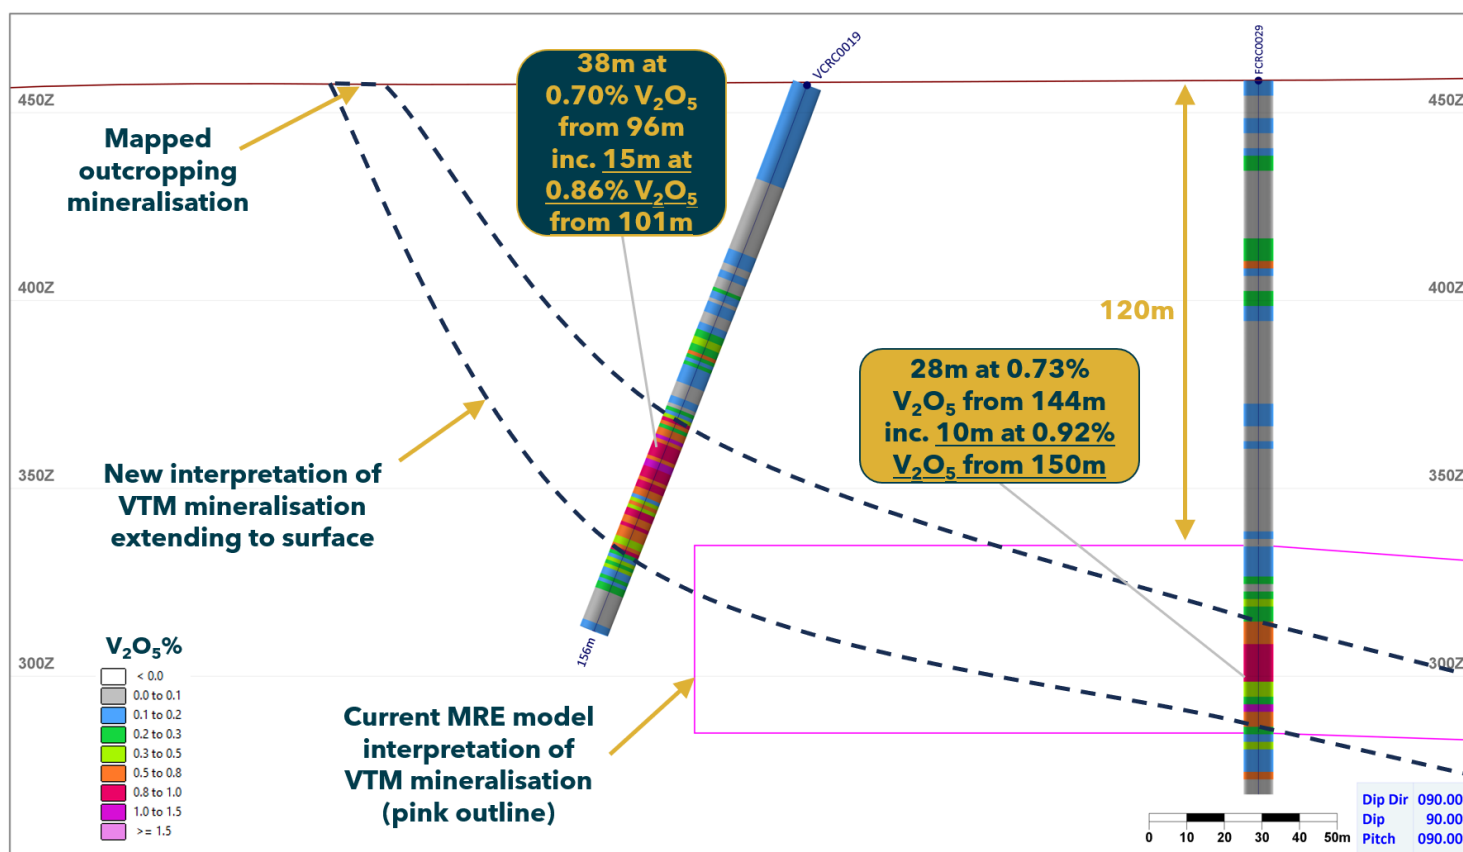 VCRC0019
FCRC0029
450Z
450Z
38m at
0.70% V₂O₅
from 96m
inc. 15m at
0.86% V₂O₅
from 101m
Mapped
outcropping
mineralisation
400Z
400Z
120m
28m at 0.73%
V₂O₅ from 144m
inc. 10m at 0.92%
V₂O₅ from 150m
New interpretation of
VTM mineralisation
extending to surface
350Z
350Z
156m
300Z
300Z
V₂O₅%
< 0.0
0.0 to 0.1
0.1 to 0.2
0.2 to 0.3
0.3 to 0.5
0.5 to 0.8
0.8 to 1.0
1.0 to 1.5
>= 1.5
Current MRE model
interpretation of
VTM mineralisation
(pink outline)
0 10 20 30 40 50m
Dip Dir 090.00
Dip 90.00
Pitch 090.00